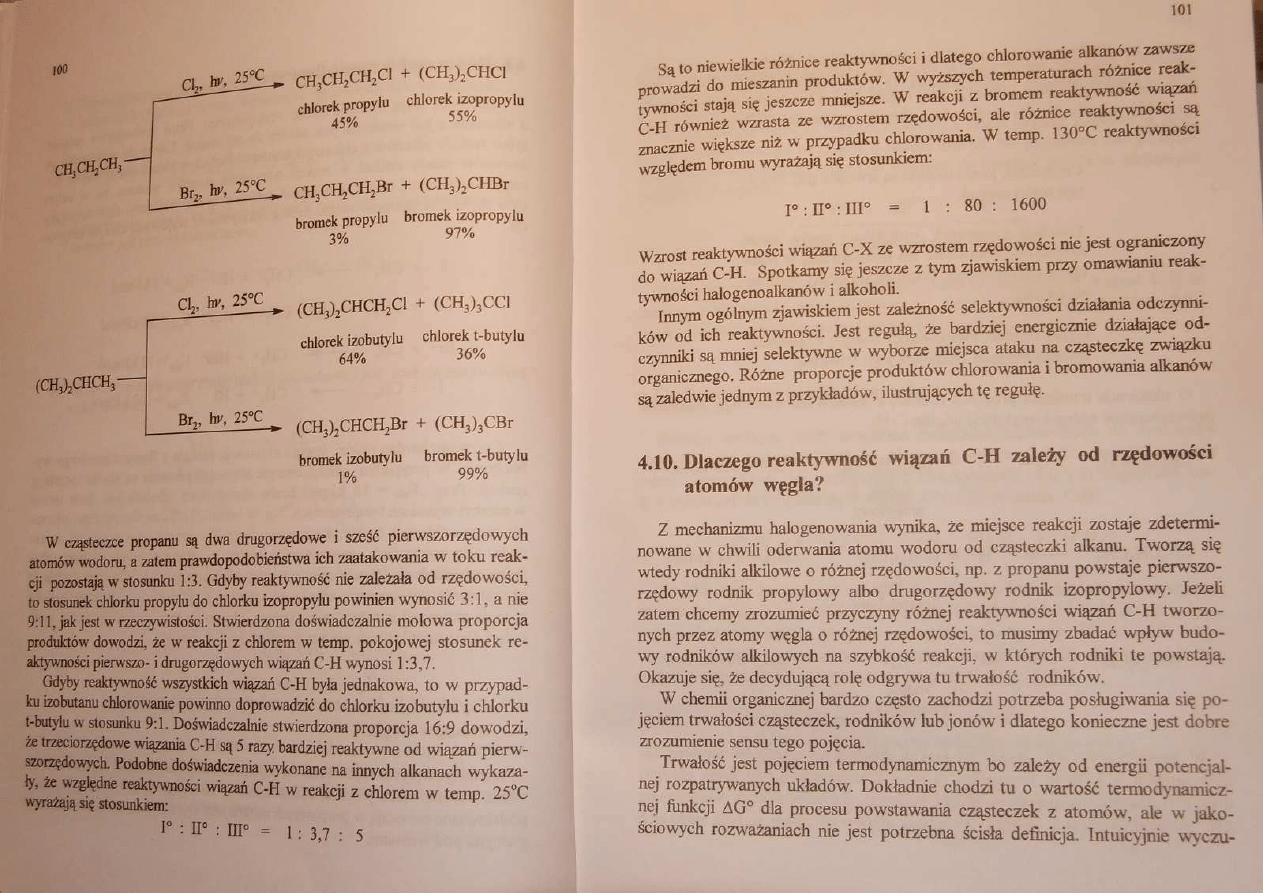 100
Cl₂, hν, 25°C CH₃CH₂CH₂Cl + (CH₃)₂CHCl
chlorek propylu chlorek izopropylu
45% 55%
CH₃CH₂CH₃
Br₂, hν, 25°C CH₃CH₂CH₂Br + (CH₃)₂CHBr
bromek propylu bromek izopropylu
3% 97%
Cl₂, hν, 25°C (CH₃)₂CHCH₂Cl + (CH₃)₃CCl
chlorek izobutylu chlorek t-butylu
64% 36%
(CH₃)₂CHCH₃
Br₂, hν, 25°C (CH₃)₂CHCH₂Br + (CH₃)₃CBr
bromek izobutylu bromek t-butylu
1% 99%
W cząsteczce propanu są dwa drugorzędowe i sześć pierwszorzędowych
atomów wodoru, a zatem prawdopodobieństwa ich zaatakowania w toku reak-
cji pozostają w stosunku 1:3. Gdyby reaktywność nie zależała od rzędowości,
to stosunek chlorku propylu do chlorku izopropylu powinien wynosić 3:1, a nie
9:11, jak jest w rzeczywistości. Stwierdzona doświadczalnie molowa proporcja
produktów dowodzi, że w reakcji z chlorem w temp. pokojowej stosunek re-
aktywności pierwszo- i drugorzędowych wiązań C-H wynosi 1:3,7.
Gdyby reaktywność wszystkich wiązań C-H była jednakowa, to w przypad-
ku izobutanu chlorowanie powinno doprowadzić do chlorku izobutylu i chlorku
t-butylu w stosunku 9:1. Doświadczalnie stwierdzona proporcja 16:9 dowodzi,
że trzeciorzędowe wiązania C-H są 5 razy bardziej reaktywne od wiązań pierw-
szorzędowych. Podobne doświadczenia wykonane na innych alkanach wykaza-
ły, że względne reaktywności wiązań C-H w reakcji z chlorem w temp. 25°C
wyrażają się stosunkiem:
I° : II° : III° = 1 : 3,7 : 5
101
Są to niewielkie różnice reaktywności i dlatego chlorowanie alkanów zawsze
prowadzi do mieszanin produktów. W wyższych temperaturach różnice reak-
tywności stają się jeszcze mniejsze. W reakcji z bromem reaktywność wiązań
C-H również wzrasta ze wzrostem rzędowości, ale różnice reaktywności są
znacznie większe niż w przypadku chlorowania. W temp. 130°C reaktywności
względem bromu wyrażają się stosunkiem:
I° : II° : III° = 1 : 80 : 1600
Wzrost reaktywności wiązań C-X ze wzrostem rzędowości nie jest ograniczony
do wiązań C-H. Spotkamy się jeszcze z tym zjawiskiem przy omawianiu reak-
tywności halogenoalkanów i alkoholi.
Innym ogólnym zjawiskiem jest zależność selektywności działania odczynni-
ków od ich reaktywności. Jest regułą, że bardziej energicznie działające od-
czynniki są mniej selektywne w wyborze miejsca ataku na cząsteczkę związku
organicznego. Różne proporcje produktów chlorowania i bromowania alkanów
są zaledwie jednym z przykładów, ilustrujących tę regułę.
4.10. Dlaczego reaktywność wiązań C-H zależy od rzędowości
atomów węgla?
Z mechanizmu halogenowania wynika, że miejsce reakcji zostaje zdetermi-
nowane w chwili oderwania atomu wodoru od cząsteczki alkanu. Tworzą się
wtedy rodniki alkilowe o różnej rzędowości, np. z propanu powstaje pierwszo-
rzędowy rodnik propylowy albo drugorzędowy rodnik izopropylowy. Jeżeli
zatem chcemy zrozumieć przyczyny różnej reaktywności wiązań C-H tworzo-
nych przez atomy węgla o różnej rzędowości, to musimy zbadać wpływ budo-
wy rodników alkilowych na szybkość reakcji, w których rodniki te powstają.
Okazuje się, że decydującą rolę odgrywa tu trwałość rodników.
W chemii organicznej bardzo często zachodzi potrzeba posługiwania się po-
jęciem trwałości cząsteczek, rodników lub jonów i dlatego konieczne jest dobre
zrozumienie sensu tego pojęcia.
Trwałość jest pojęciem termodynamicznym bo zależy od energii potencjal-
nej rozpatrywanych układów. Dokładnie chodzi tu o wartość termodynamicz-
nej funkcji ΔG° dla procesu powstawania cząsteczek z atomów, ale w jako-
ściowych rozważaniach nie jest potrzebna ścisła definicja. Intuicyjnie wyczu-